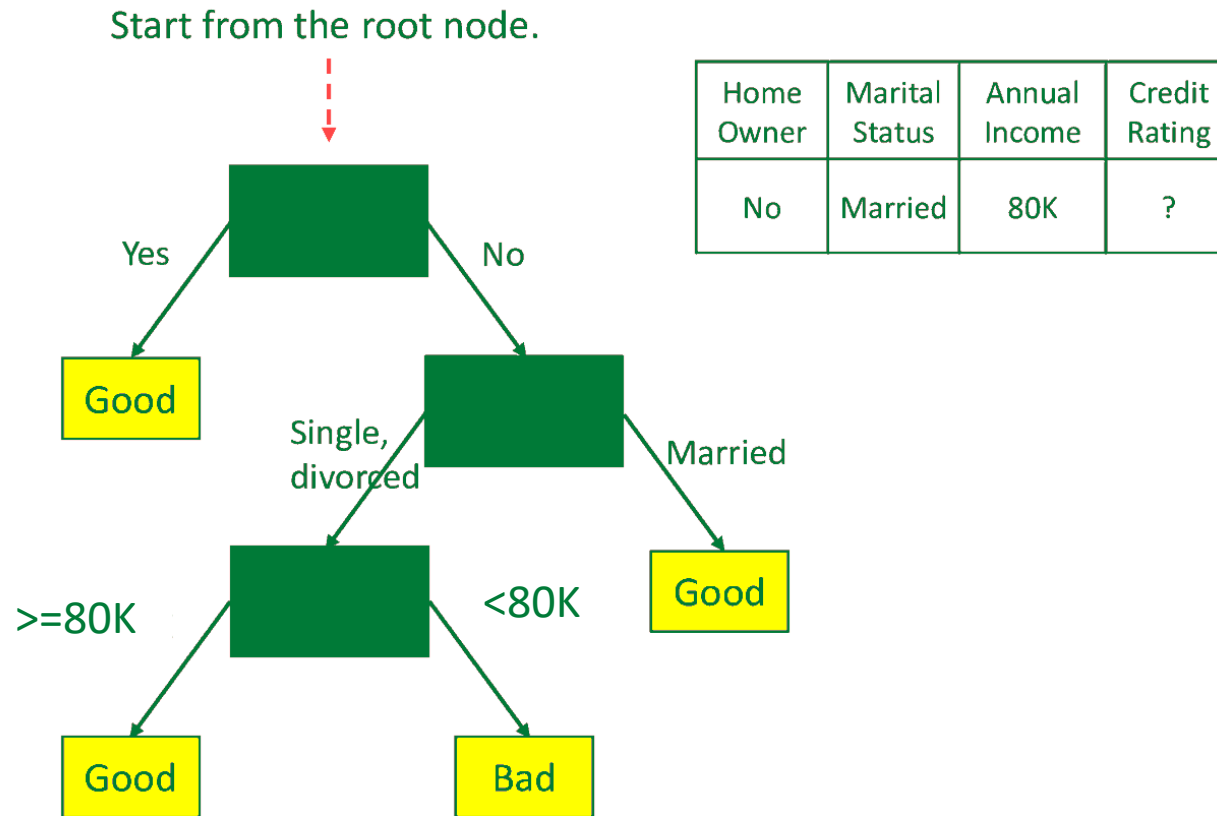 Start from the root node.
Home Marital Annual Credit
Owner Status Income Rating
No Married 80K ?
Yes No
Good
Single,
divorced
Married
>=80K <80K
Good
Good Bad